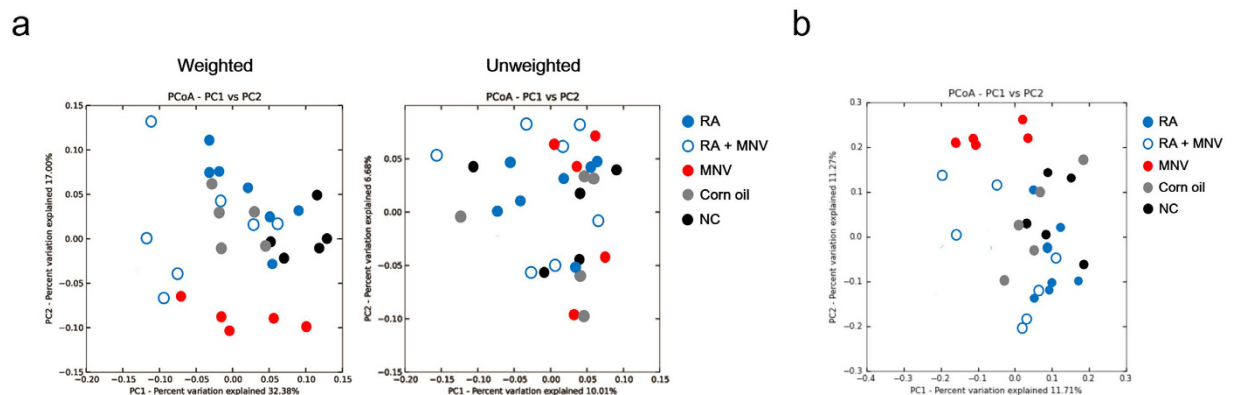 a
b
Weighted
Unweighted
PCoA - PC1 vs PC2
0.15
0.10
0.05
0.00
−0.05
−0.10
−0.15
−0.20
−0.15
−0.10
−0.05
0.00
0.05
0.10
0.15
PC2 - Percent variation explained 17.00%
PC1 - Percent variation explained 32.38%
PCoA - PC1 vs PC2
0.05
0.00
−0.05
−0.10
−0.15
−0.20
−0.15
−0.10
−0.05
0.00
0.05
0.10
0.15
PC2 - Percent variation explained 6.68%
PC1 - Percent variation explained 10.01%
RA
RA + MNV
MNV
Corn oil
NC
PCoA - PC1 vs PC2
0.3
0.2
0.1
0.0
−0.1
−0.2
−0.3
−0.4
−0.3
−0.2
−0.1
0.0
0.1
0.2
0.3
PC2 - Percent variation explained 11.27%
PC1 - Percent variation explained 11.71%
RA
RA + MNV
MNV
Corn oil
NC